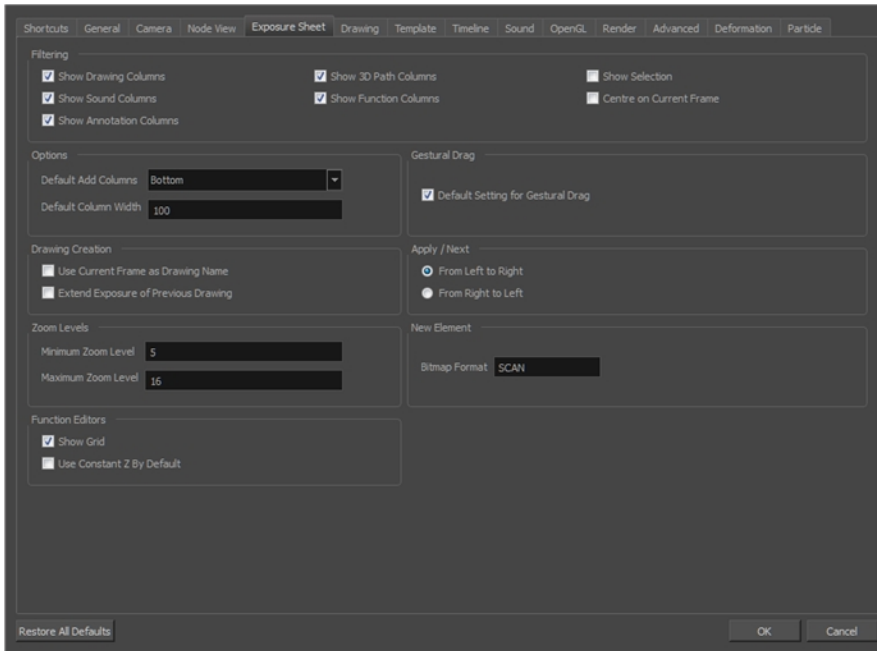 Shortcuts General Camera Node View Exposure Sheet Drawing Template Timeline Sound OpenGL Render Advanced Deformation Particle
Filtering
Show Drawing Columns Show 3D Path Columns Show Selection
Show Sound Columns Show Function Columns Centre on Current Frame
Show Annotation Columns
Options Gestural Drag
Default Add Columns Bottom
Default Setting for Gestural Drag
Default Column Width 100
Drawing Creation Apply / Next
Use Current Frame as Drawing Name From Left to Right
Extend Exposure of Previous Drawing From Right to Left
Zoom Levels New Element
Minimum Zoom Level 5
Bitmap Format SCAN
Maximum Zoom Level 16
Function Editors
Show Grid
Use Constant Z By Default
Restore All Defaults OK Cancel